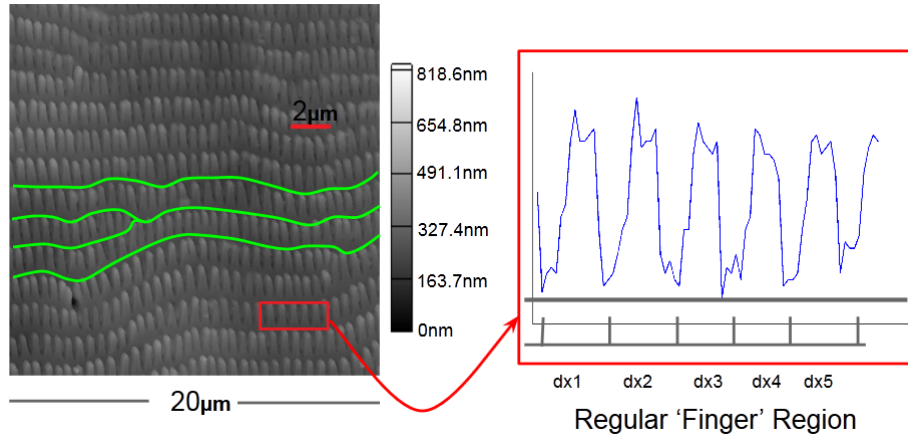 2µm
818.6nm
654.8nm
491.1nm
327.4nm
163.7nm
0nm
20µm
dx1 dx2 dx3 dx4 dx5
Regular ‘Finger’ Region